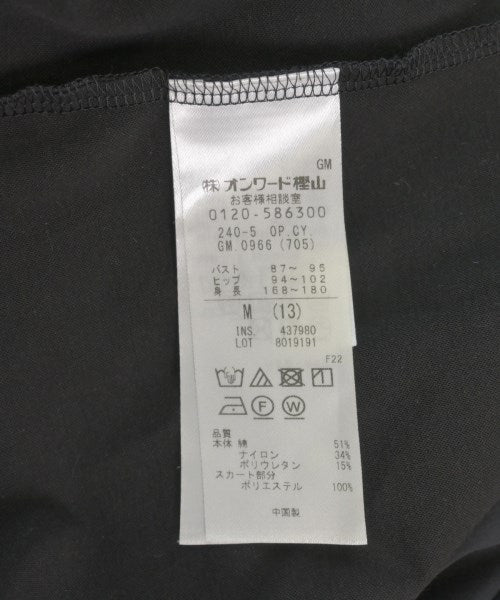 GM
㈱オンワード樫山
お客様相談室
0120-586300
240-5 OP.CY.
GM.0966 (705)
バスト 87～ 95
ヒップ 94～102
身長 168～180
M (13)
INS. 437980
LOT 8019191
F22
F W
品質
本体 綿 51%
ナイロン 34%
ポリウレタン 15%
スカート部分
ポリエステル 100%
中国製